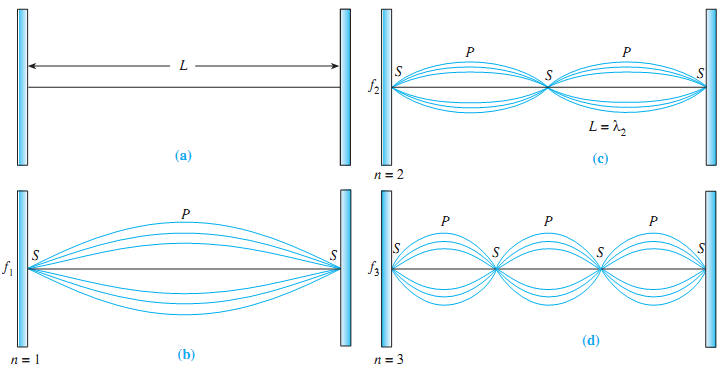 L
(a)
P
S
S
f₁
n = 1
(b)
P
P
S
S
S
f₂
L = λ₂
n = 2
(c)
P
P
P
S
S
S
S
f₃
n = 3
(d)